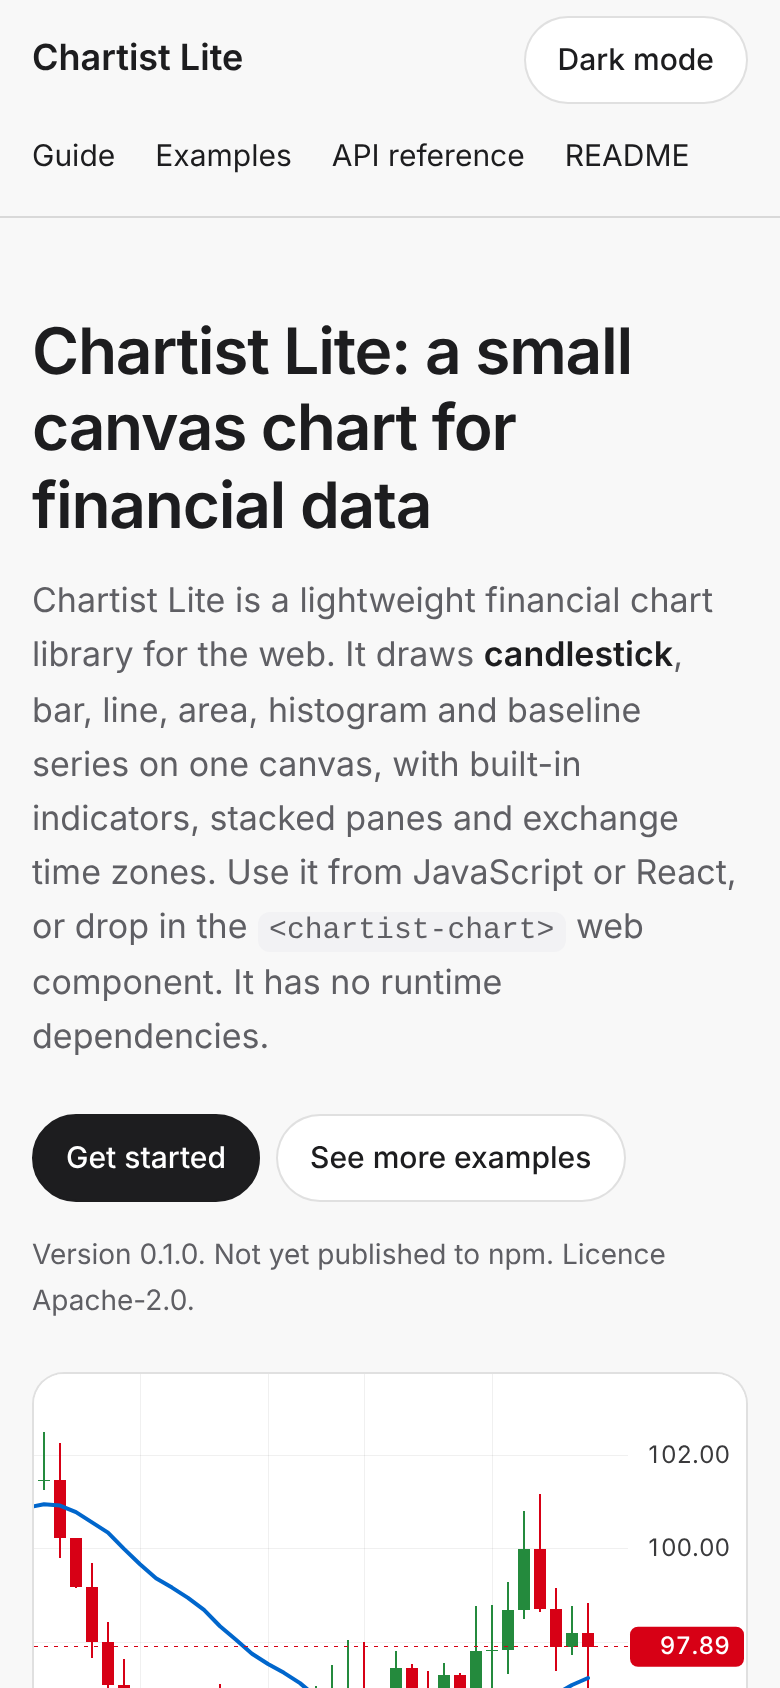 Chartist Lite
Dark mode
Guide
Examples
API reference
README
Chartist Lite: a small
canvas chart for
financial data
Chartist Lite is a lightweight financial chart
library for the web. It draws candlestick,
bar, line, area, histogram and baseline
series on one canvas, with built-in
indicators, stacked panes and exchange
time zones. Use it from JavaScript or React,
or drop in the <chartist-chart> web
component. It has no runtime
dependencies.
Get started
See more examples
Version 0.1.0. Not yet published to npm. Licence
Apache-2.0.
102.00
100.00
97.89